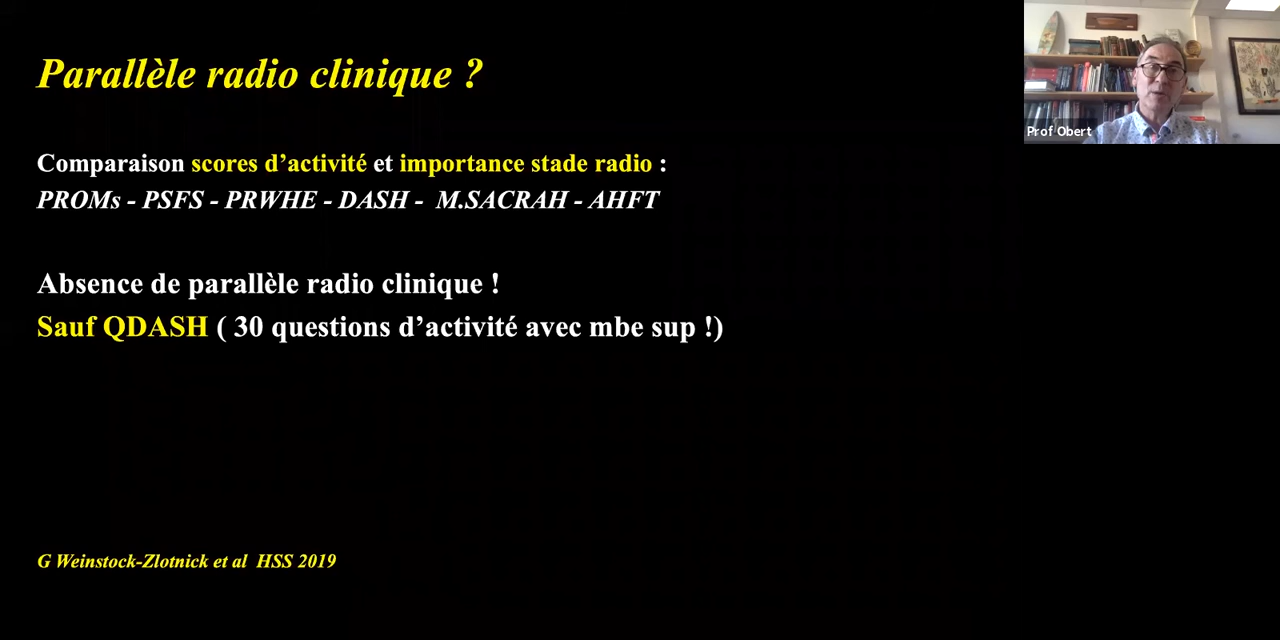 Parallèle radio clinique ?
Prof Obert
Comparaison scores d’activité et importance stade radio :
PROMs - PSFS - PRWHE - DASH - M.SACRAH - AHFT
Absence de parallèle radio clinique !
Sauf QDASH ( 30 questions d’activité avec mbe sup !)
G Weinstock-Zlotnick et al HSS 2019